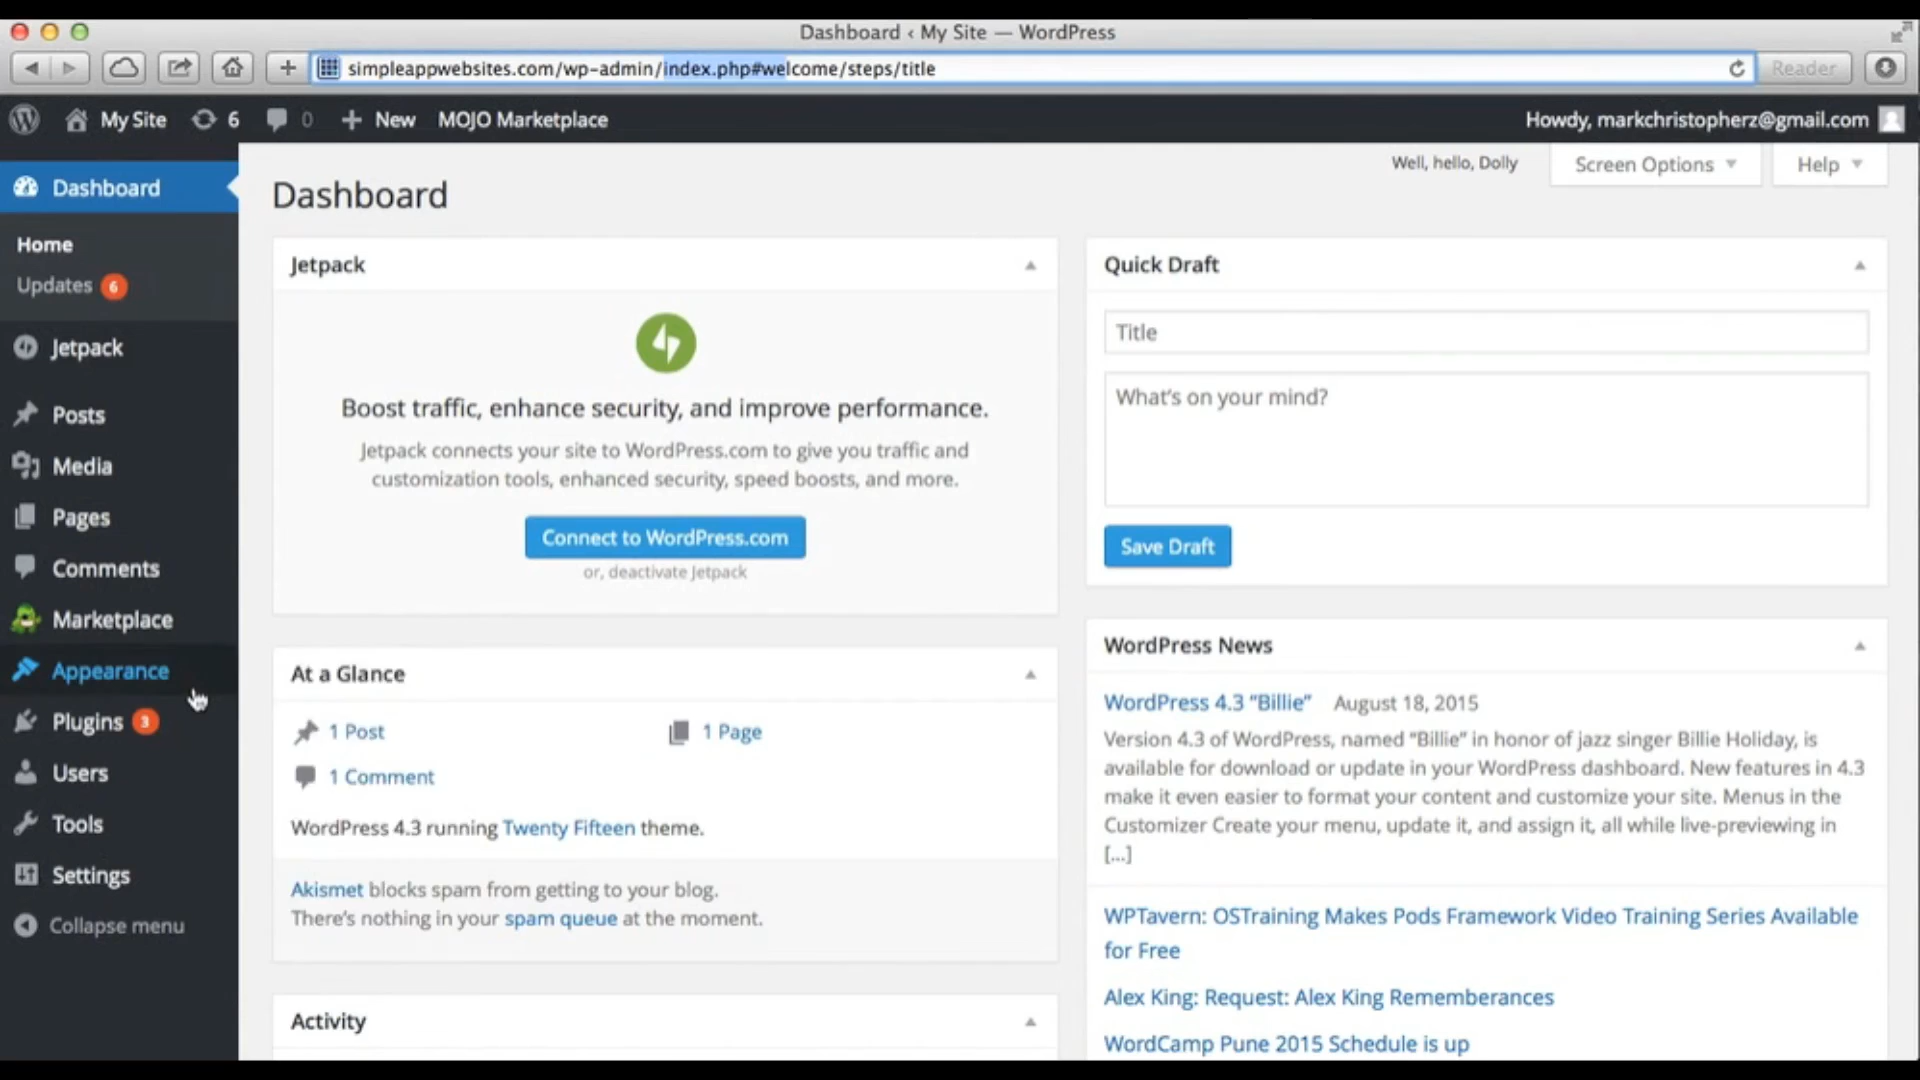 Dashboard ‹ My Site — WordPress
simpleappwebsites.com/wp-admin/index.php#welcome/steps/title
Reader
My Site 6 0 New MOJO Marketplace
Howdy, markchristopherz@gmail.com
Well, hello, Dolly
Screen Options
Help
Dashboard
Home
Updates 6
Jetpack
Posts
Media
Pages
Comments
Marketplace
Appearance
Plugins 3
Users
Tools
Settings
Collapse menu
Dashboard
Jetpack
Boost traffic, enhance security, and improve performance.
Jetpack connects your site to WordPress.com to give you traffic and
customization tools, enhanced security, speed boosts, and more.
Connect to WordPress.com
or, deactivate Jetpack
At a Glance
1 Post
1 Page
1 Comment
WordPress 4.3 running Twenty Fifteen theme.
Akismet blocks spam from getting to your blog.
There's nothing in your spam queue at the moment.
Activity
Quick Draft
Title
What's on your mind?
Save Draft
WordPress News
WordPress 4.3 "Billie" August 18, 2015
Version 4.3 of WordPress, named "Billie" in honor of jazz singer Billie Holiday, is
available for download or update in your WordPress dashboard. New features in 4.3
make it even easier to format your content and customize your site. Menus in the
Customizer Create your menu, update it, and assign it, all while live-previewing in
[...]
WPTavern: OSTraining Makes Pods Framework Video Training Series Available
for Free
Alex King: Request: Alex King Rememberances
WordCamp Pune 2015 Schedule is up